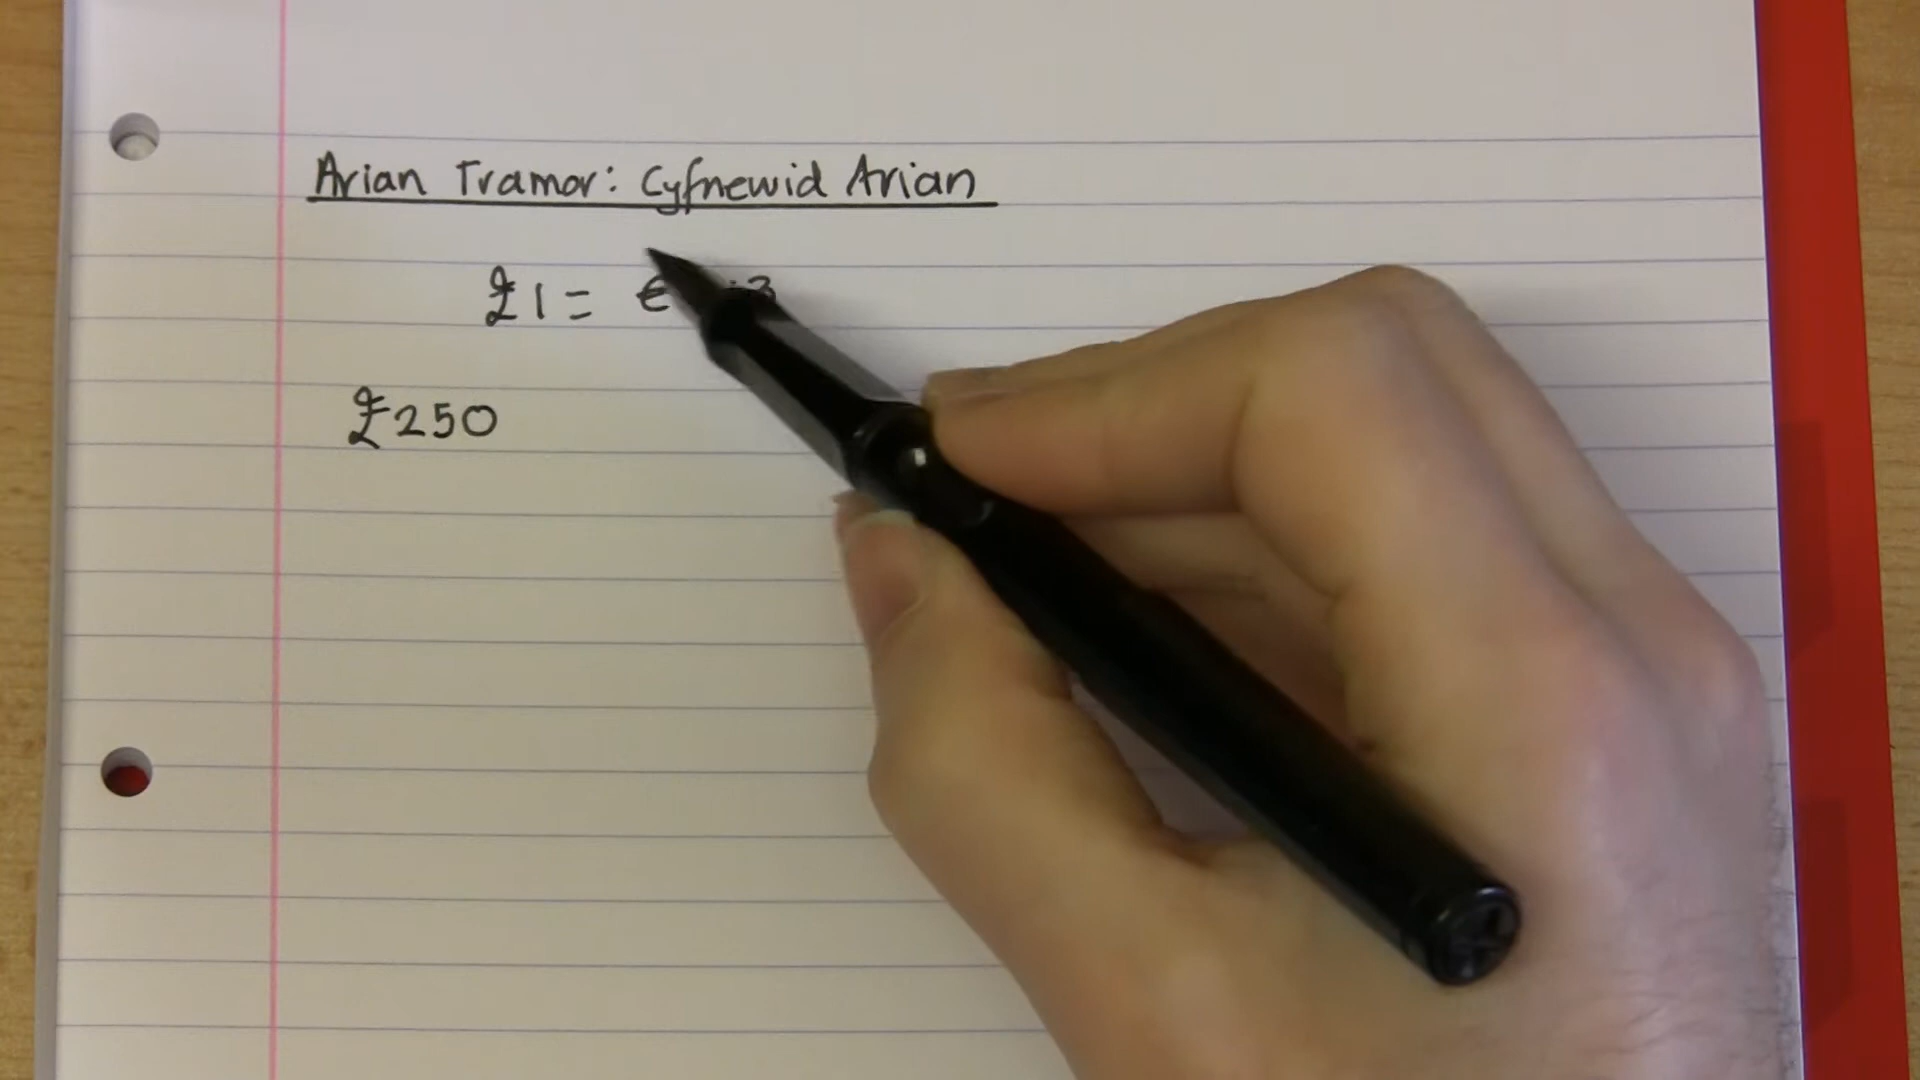 Arian Tramor: Cyfnewid Arian
£1 = €
£250